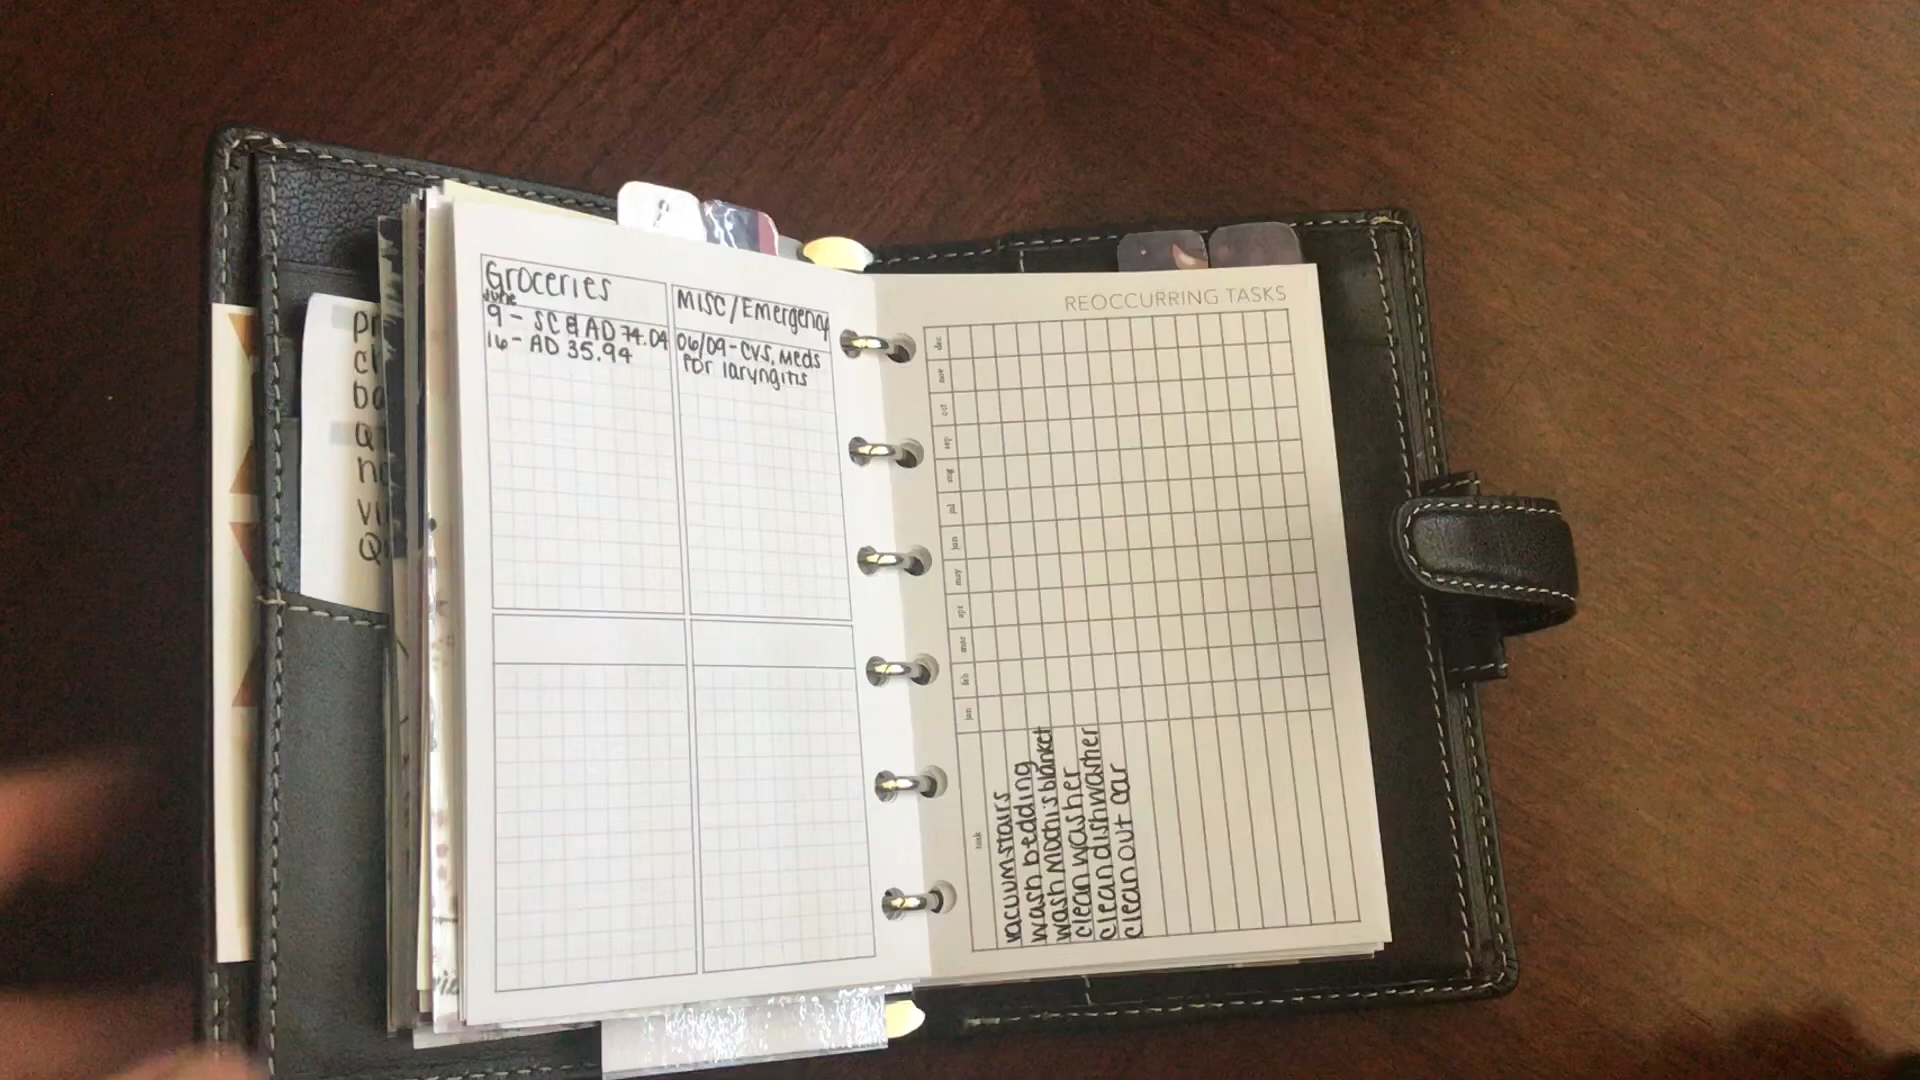 Groceries
June
9 - SC & AD 74.04
16 - AD 35.94
Misc/Emergency
06/09 - CVS, Meds
for laryngitis
REOCCURRING TASKS
dec
nov
oct
sep
aug
jul
jun
may
apr
mar
feb
jan
task
vacuum stairs
wash bedding
wash Mochi's blanket
clean washer
clean dishwasher
clean out car